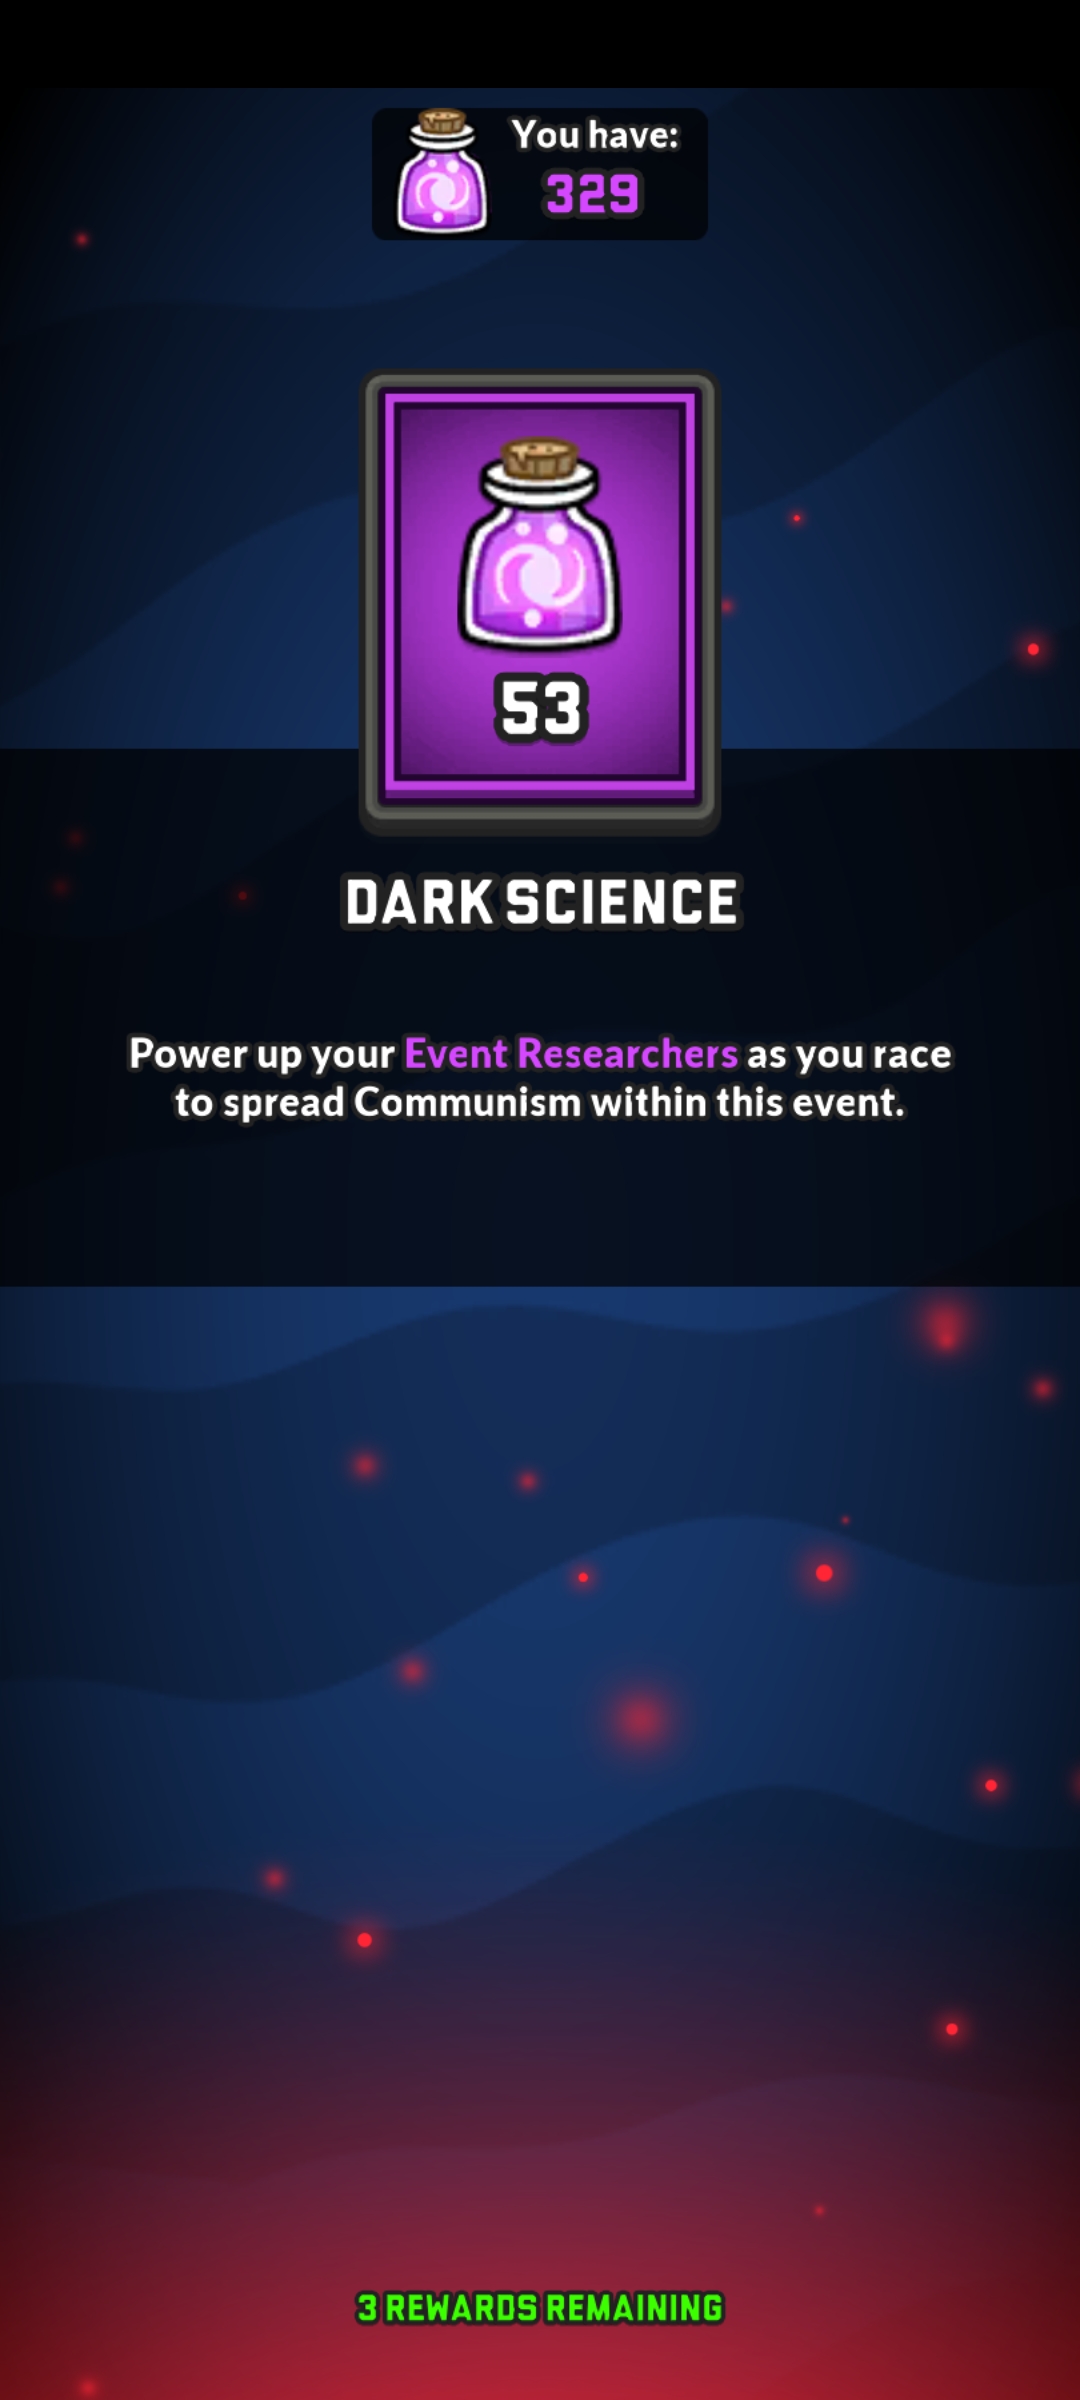 You have:
329
53
DARK SCIENCE
Power up your Event Researchers as you race
to spread Communism within this event.
3 REWARDS REMAINING